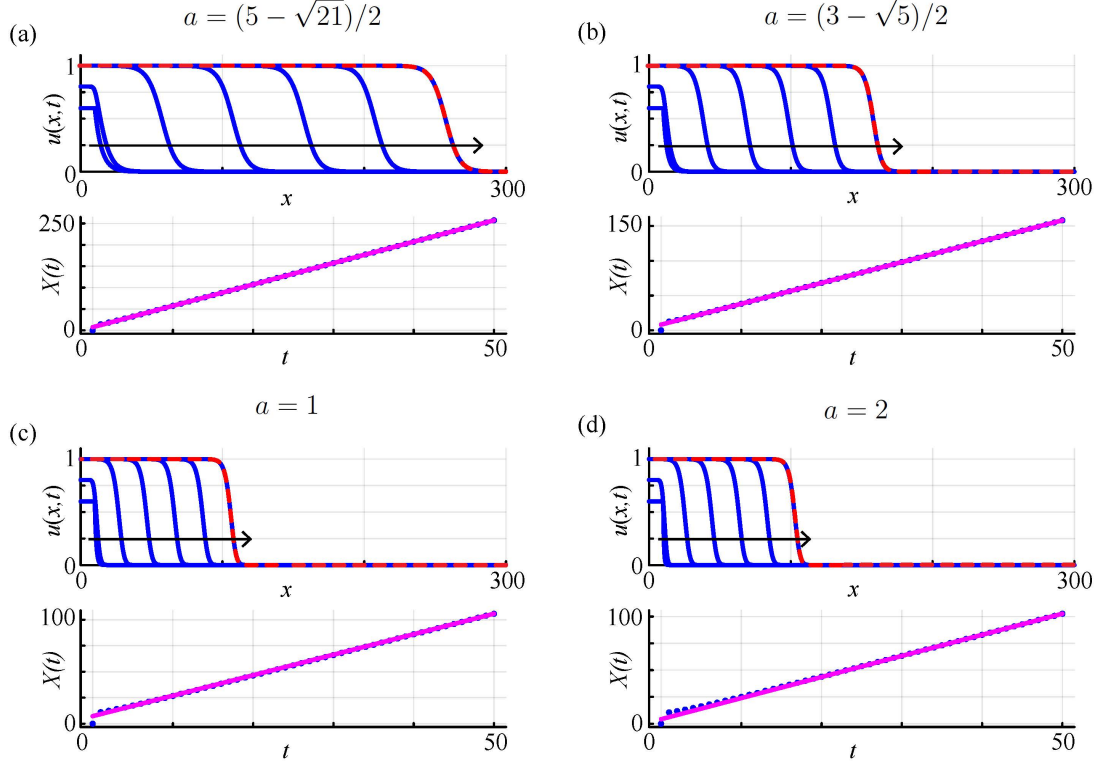 a = (5 − √21)/2
(a)
1
u(x,t)
0
0
x
300
250
X(t)
0
0
t
50
a = (3 − √5)/2
(b)
1
u(x,t)
0
0
x
300
150
X(t)
0
0
t
50
a = 1
(c)
1
u(x,t)
0
0
x
300
100
X(t)
0
0
t
50
a = 2
(d)
1
u(x,t)
0
0
x
300
100
X(t)
0
0
t
50